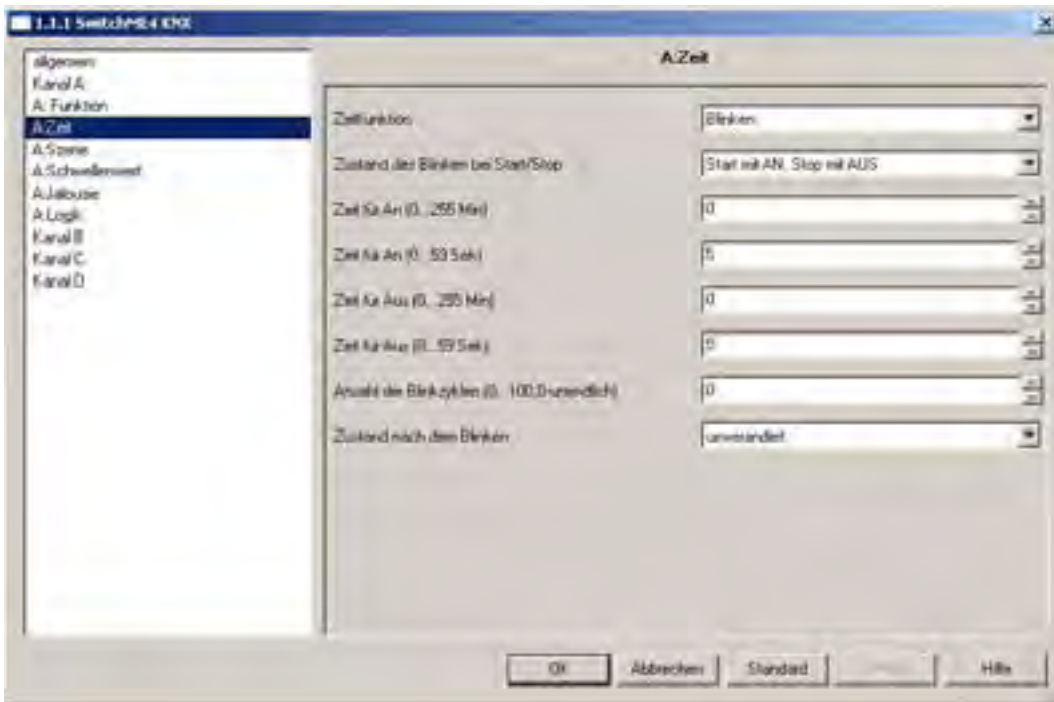 1.1.1 SwitchM 4 KNX
allgemein
Kanal A
A: Funktion
A:Zeit
A:Szene
A:Schwellenwert
A:Jalousie
A:Logik
Kanal B
Kanal C
Kanal D
A:Zeit
Zeitfunktion
Blinken
Zustand des Blinken bei Start/Stop
Start mit AN, Stop mit AUS
Zeit für An (0...255 Min)
0
Zeit für An (0...59 Sek)
5
Zeit für Aus (0...255 Min)
0
Zeit für Aus (0...59 Sek)
5
Anzahl der Blinkzyklen (0...100,0=unendlich)
0
Zustand nach dem Blinken
unverändert
OK
Abbrechen
Standard
Hilfe